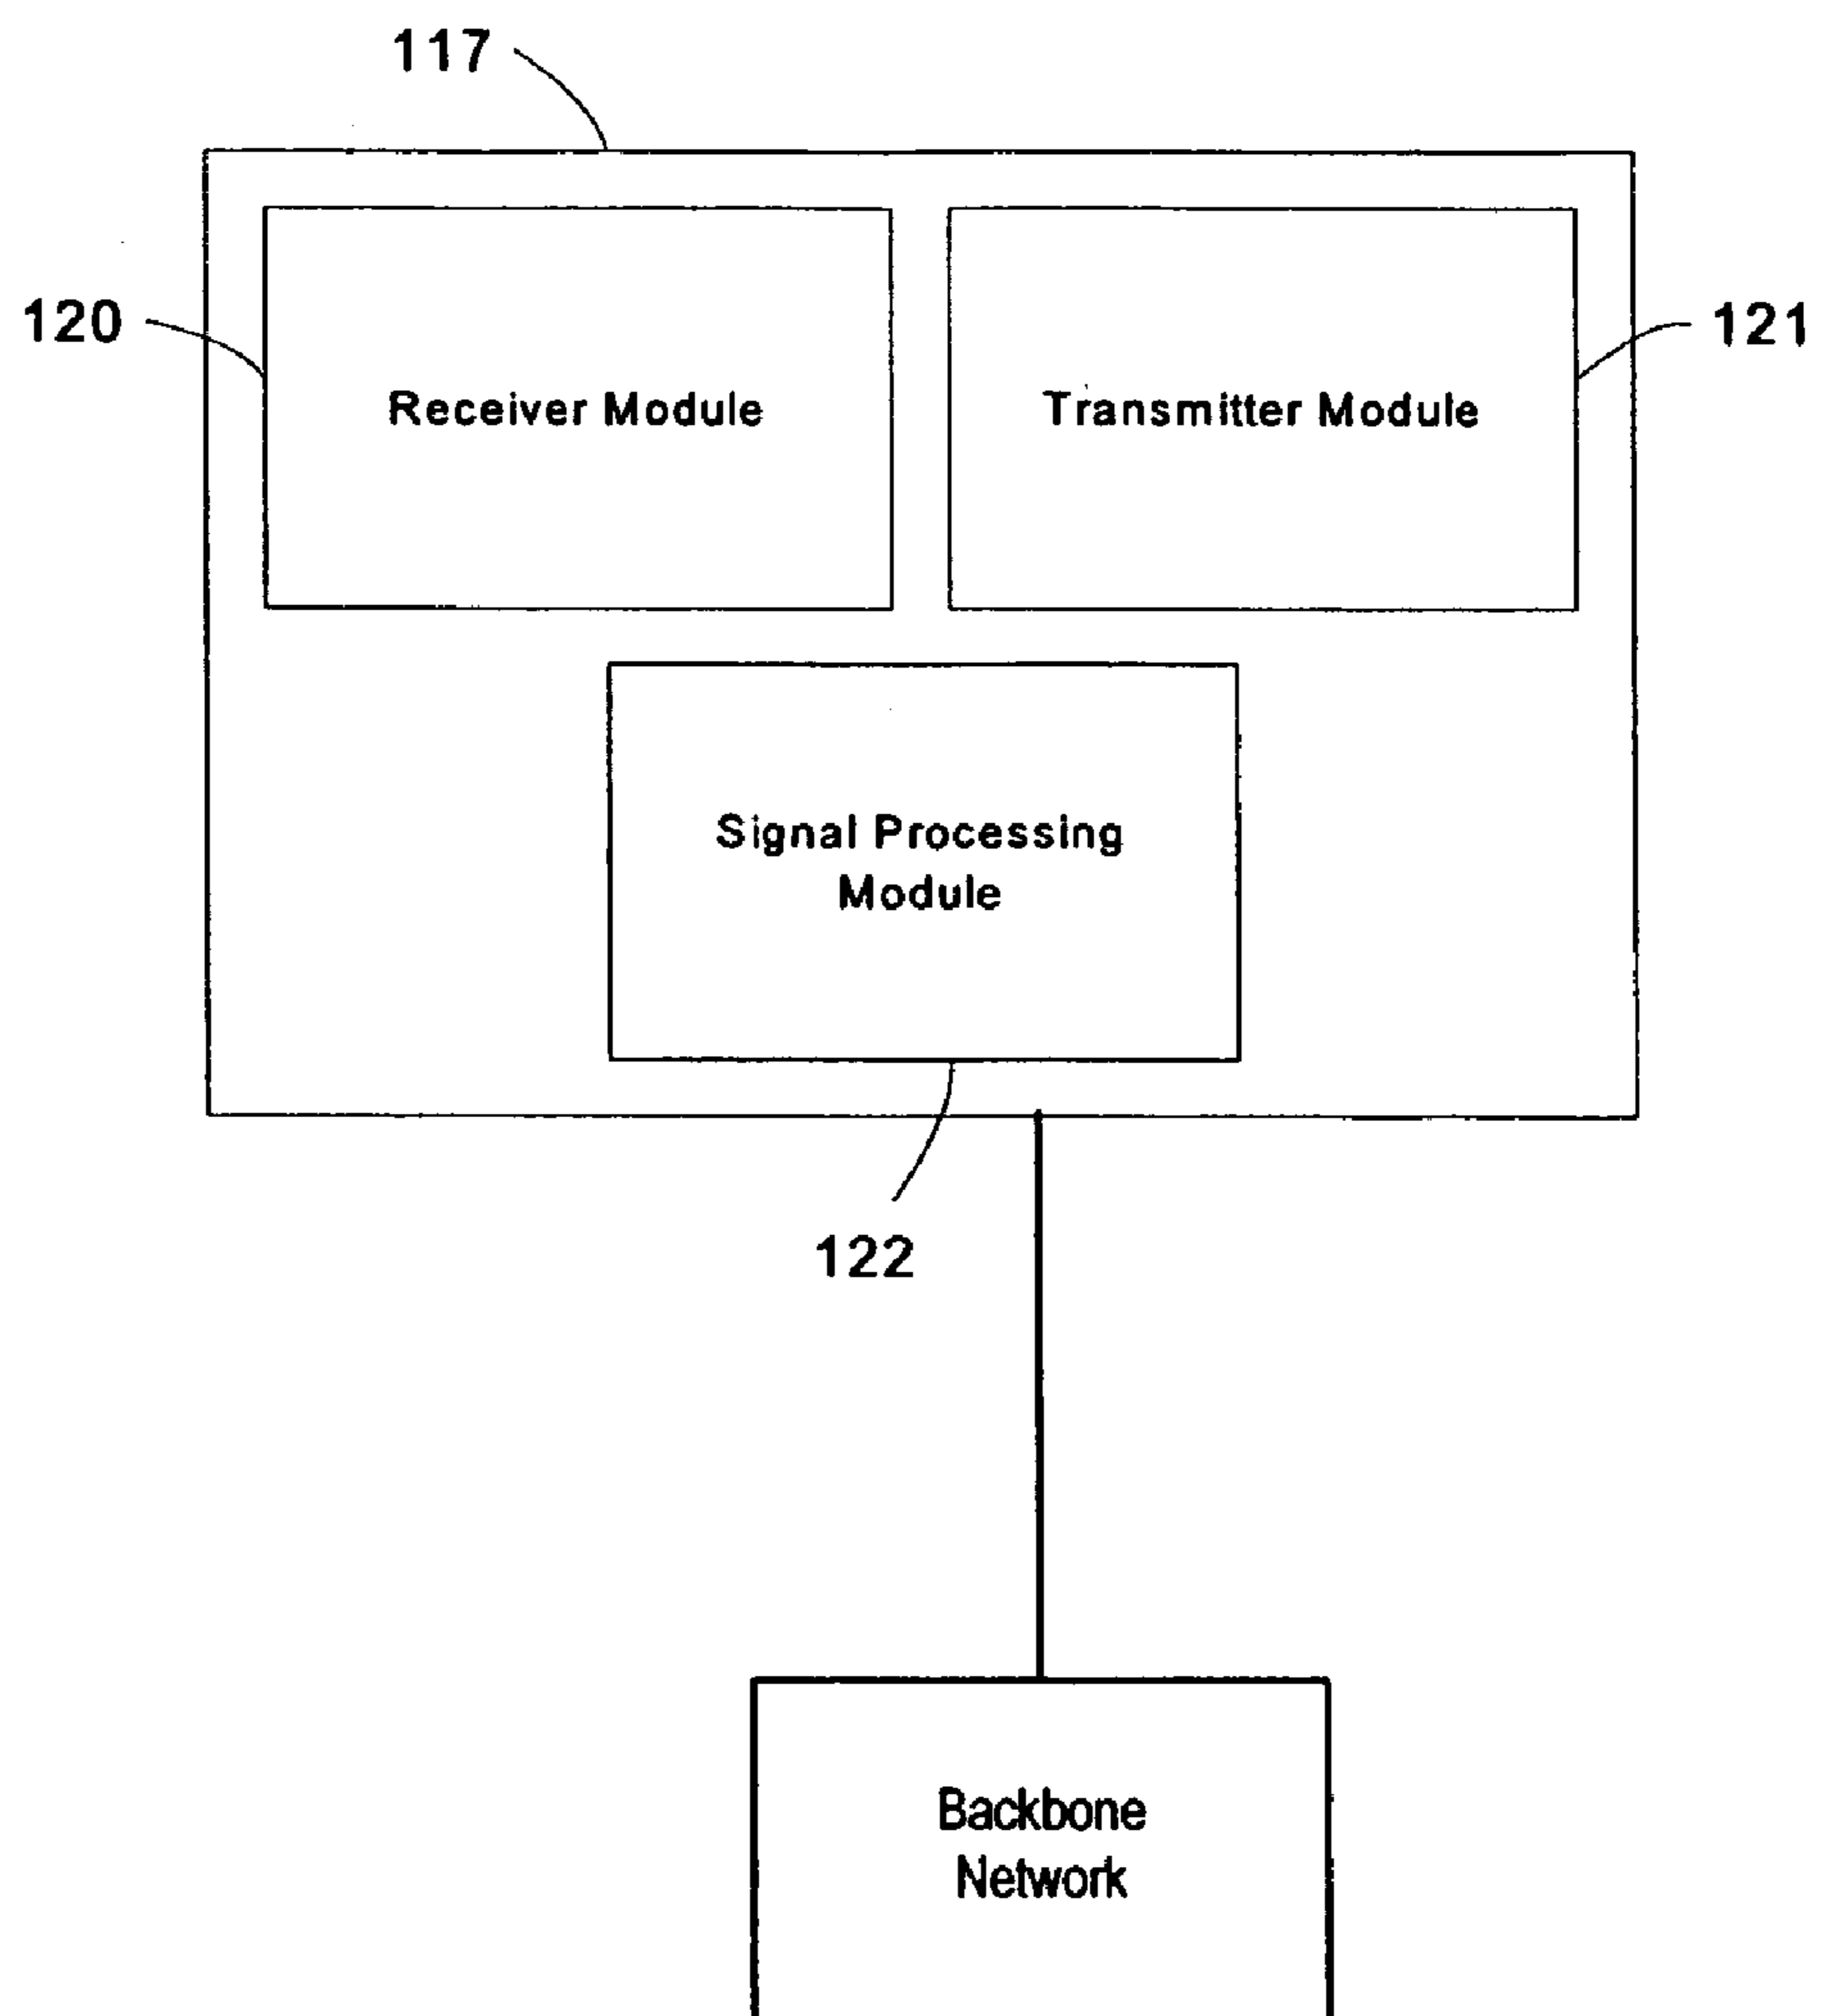 117
120
121
Receiver Module
Transmitter Module
Signal Processing
Module
122
Backbone
Network